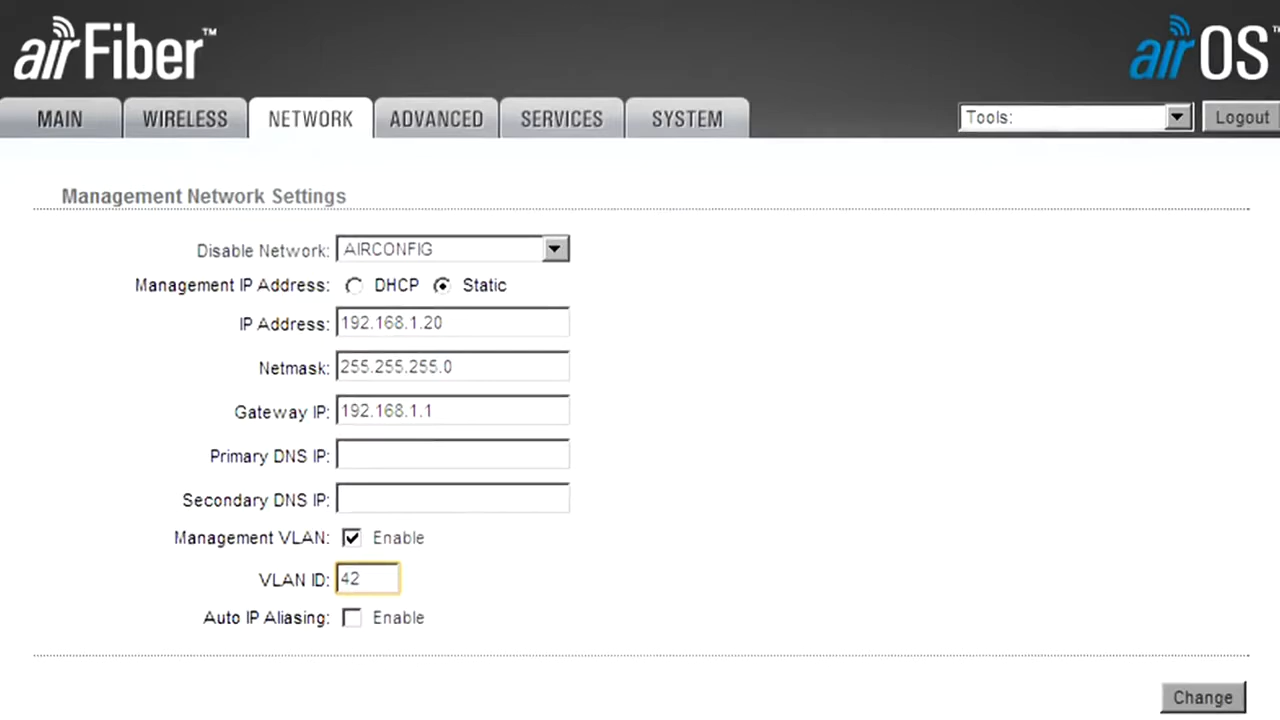 airFiber™
airOS™
MAIN WIRELESS NETWORK ADVANCED SERVICES SYSTEM Tools: Logout
Management Network Settings
Disable Network: AIRCONFIG
Management IP Address: DHCP Static
IP Address: 192.168.1.20
Netmask: 255.255.255.0
Gateway IP: 192.168.1.1
Primary DNS IP:
Secondary DNS IP:
Management VLAN: Enable
VLAN ID: 42
Auto IP Aliasing: Enable
Change